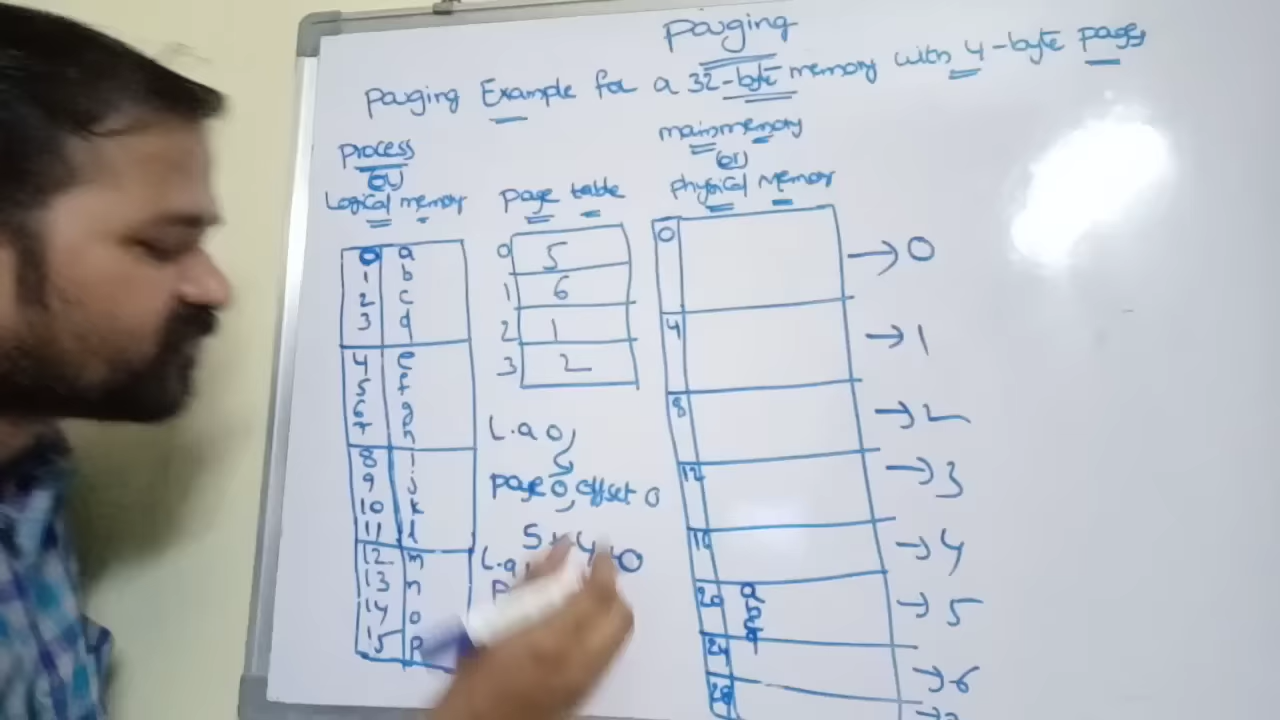 Paging
Paging Example for a 32-byte memory with 4-byte pages
Process
(or)
Logical memory
0 a
1 b
2 c
3 d
4 e
5 f
6 g
7 h
8 i
9 j
10 k
11 l
12 m
13 n
14 o
15 p
Page table
0 5
1 6
2 1
3 2
L.a 0
page 0, offset 0
5 4 0
L.a
P
main memory
(or)
physical memory
0 → 0
4 → 1
8 → 2
12 → 3
16 → 4
20 a b c d → 5
24 → 6
28